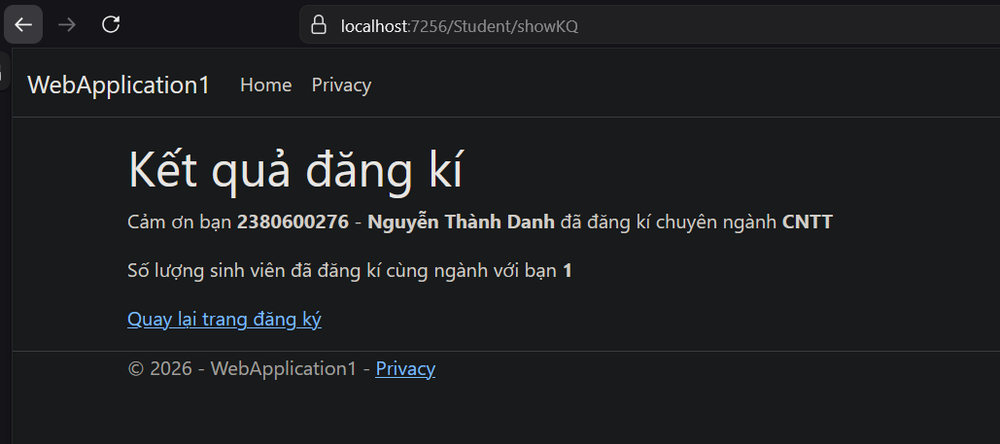 localhost:7256/Student/showKQ
WebApplication1 Home Privacy
Kết quả đăng kí
Cảm ơn bạn 2380600276 - Nguyễn Thành Danh đã đăng kí chuyên ngành CNTT
Số lượng sinh viên đã đăng kí cùng ngành với bạn 1
Quay lại trang đăng ký
© 2026 - WebApplication1 - Privacy